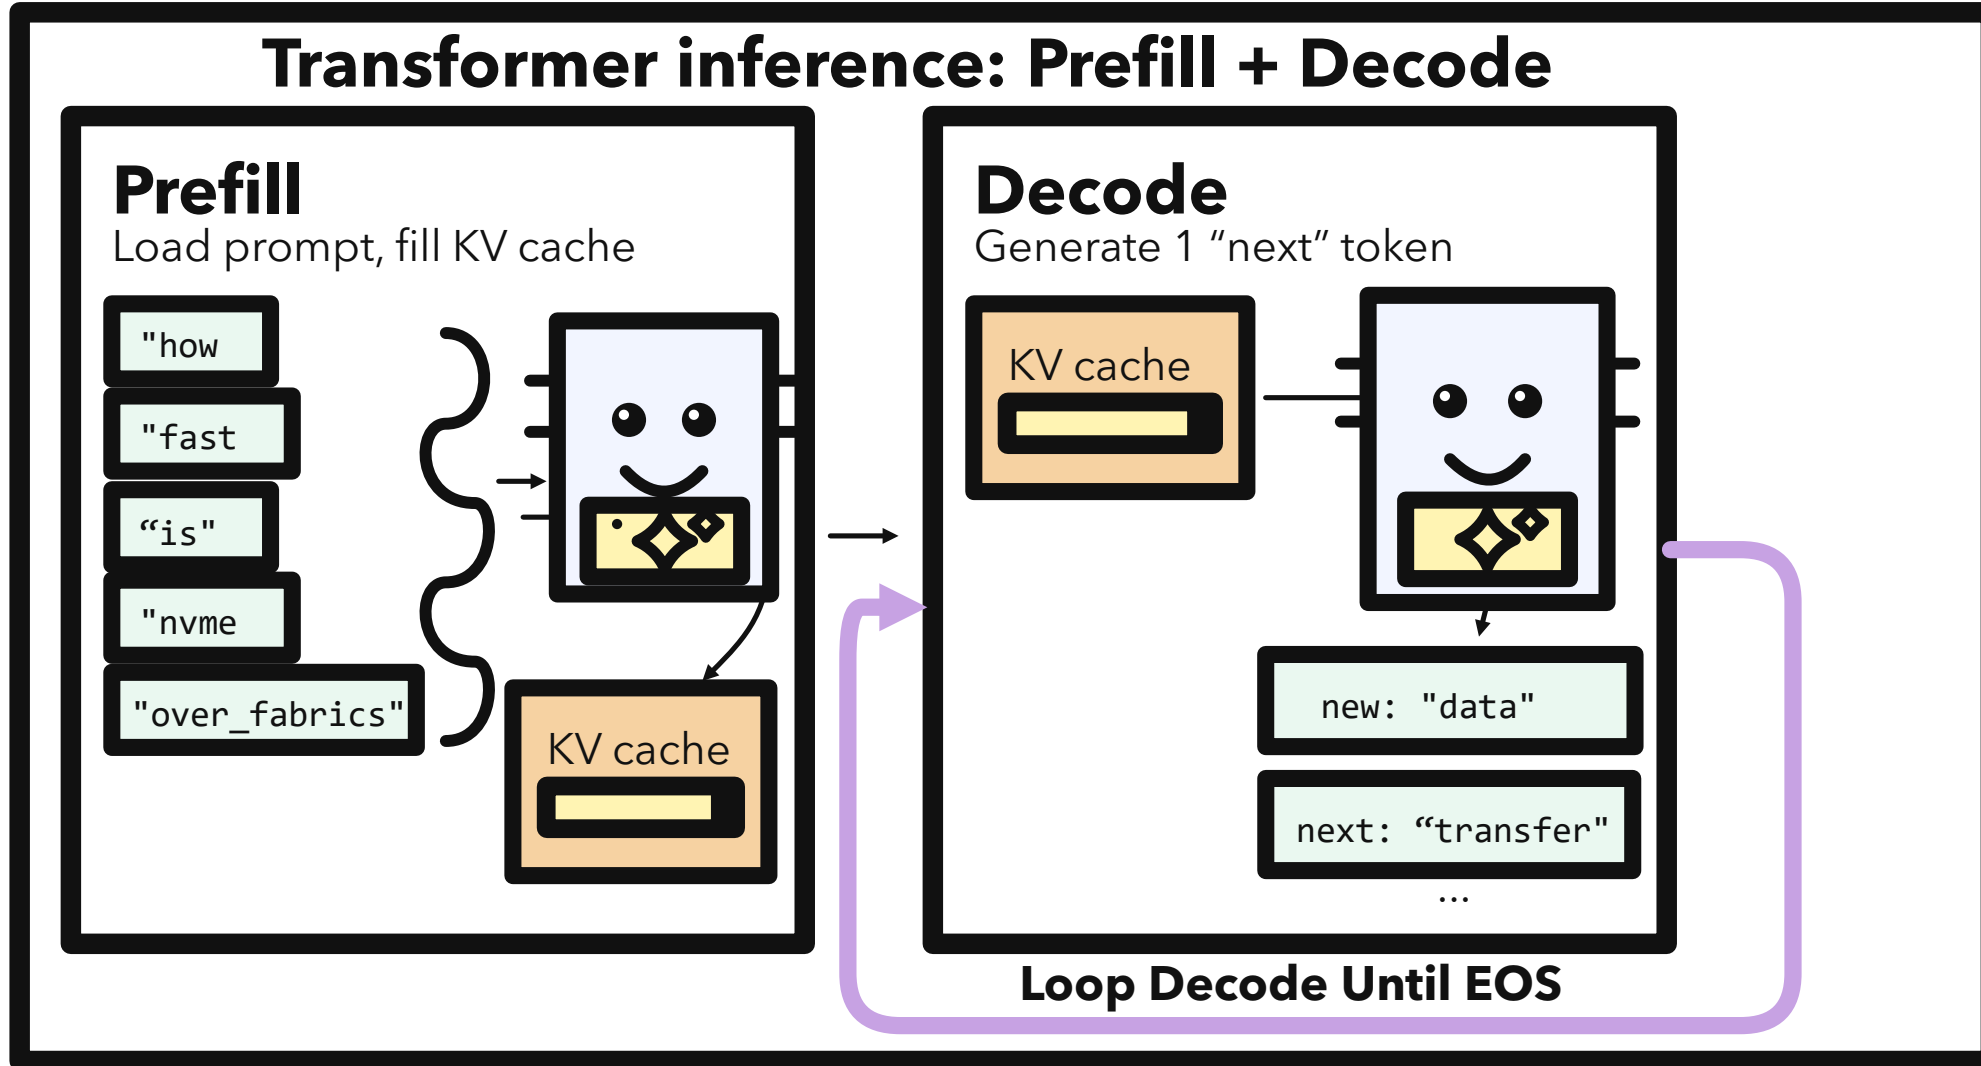 Transformer inference: Prefill + Decode
Prefill
Load prompt, fill KV cache
"how
"fast
“is"
"nvme
"over_fabrics"
KV cache
Decode
Generate 1 “next” token
KV cache
new: "data"
next: “transfer"
...
Loop Decode Until EOS